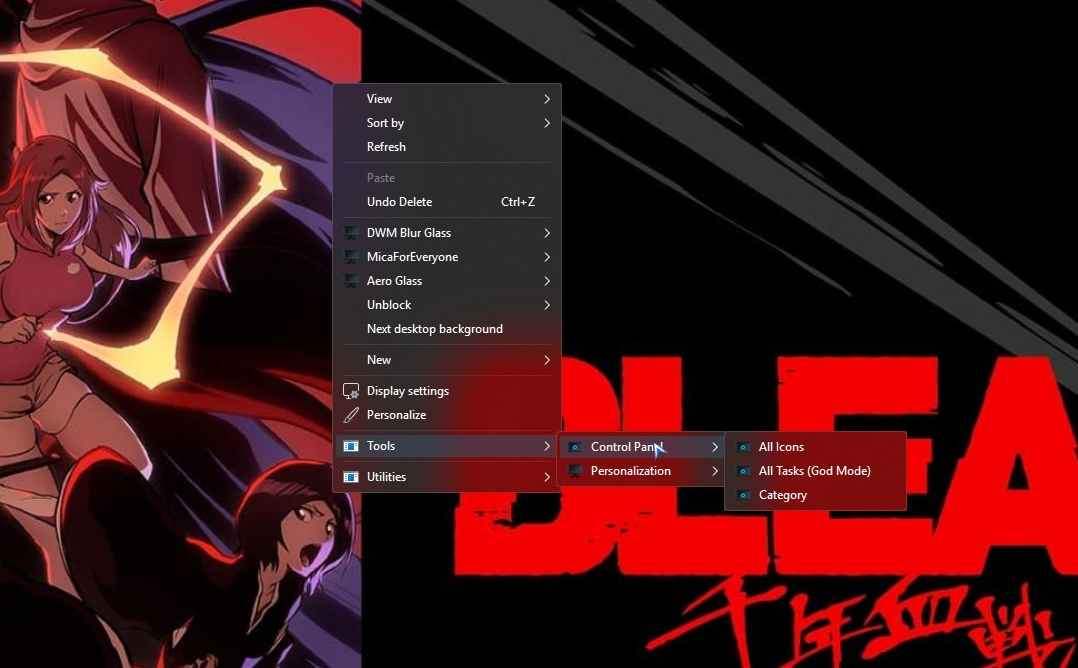 View
Sort by
Refresh
Paste
Undo Delete Ctrl+Z
DWM Blur Glass
MicaForEveryone
Aero Glass
Unblock
Next desktop background
New
Display settings
Personalize
Tools
Utilities
Control Panel
Personalization
All Icons
All Tasks (God Mode)
Category
BLEA
千年血戦